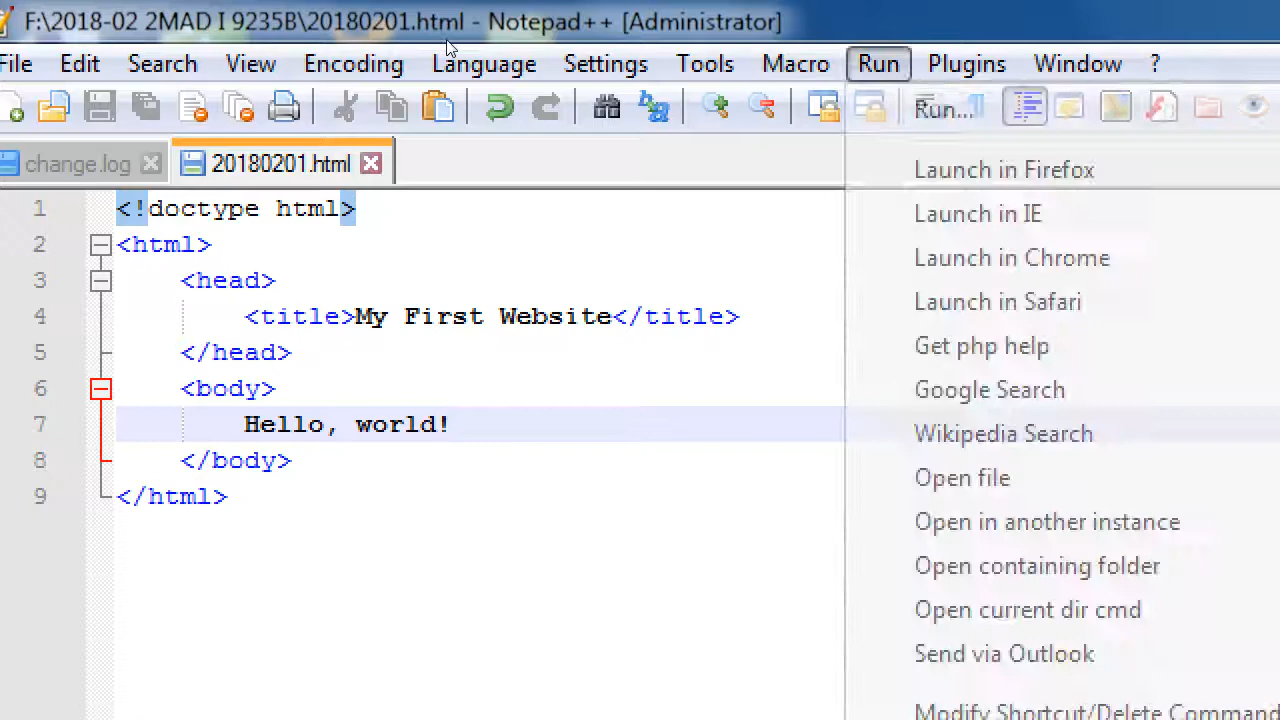 F:\2018-02 2MAD I 9235B\20180201.html - Notepad++ [Administrator]
File Edit Search View Encoding Language Settings Tools Macro Run Plugins Window ?
Run...
change.log 20180201.html
Launch in Firefox
Launch in IE
Launch in Chrome
Launch in Safari
Get php help
Google Search
Wikipedia Search
Open file
Open in another instance
Open containing folder
Open current dir cmd
Send via Outlook
Modify Shortcut/Delete Command
1 <!doctype html>
2 <html>
3 <head>
4 <title>My First Website</title>
5 </head>
6 <body>
7 Hello, world!
8 </body>
9 </html>